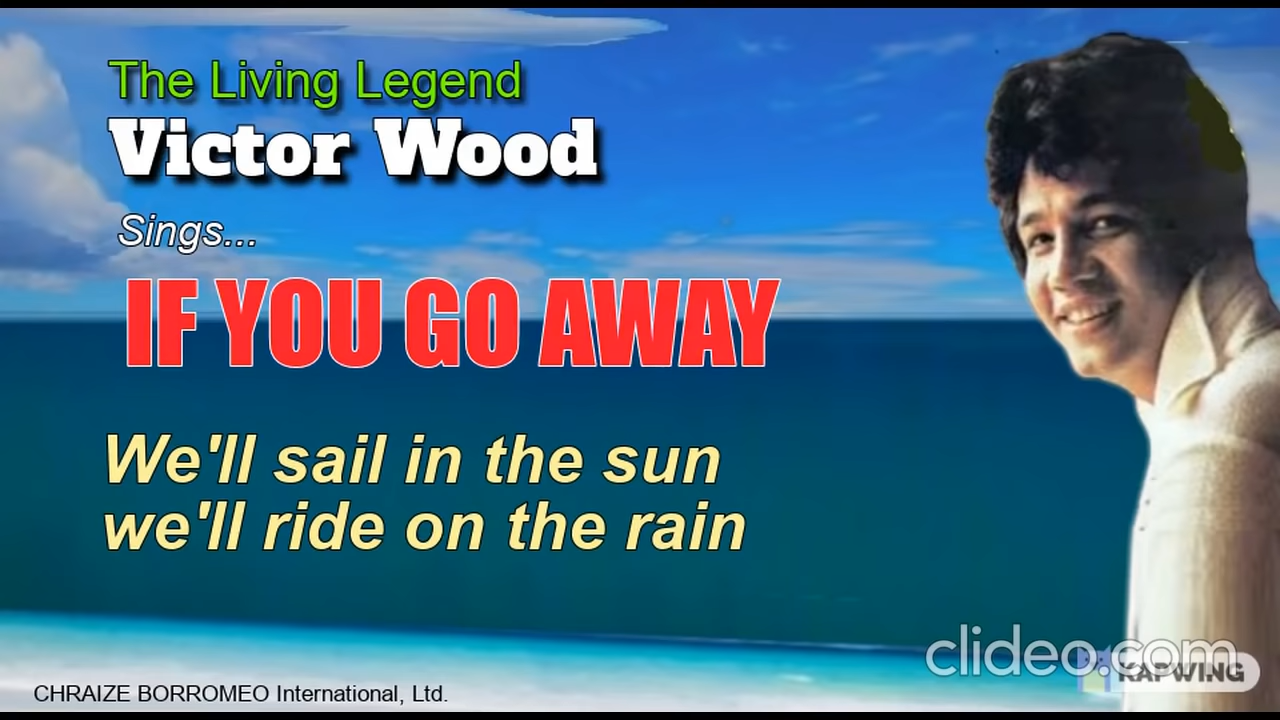 The Living Legend
Victor Wood
Sings...
IF YOU GO AWAY
We'll sail in the sun
we'll ride on the rain
clideo.com
KAPWING
CHRAIZE BORROMEO International, Ltd.